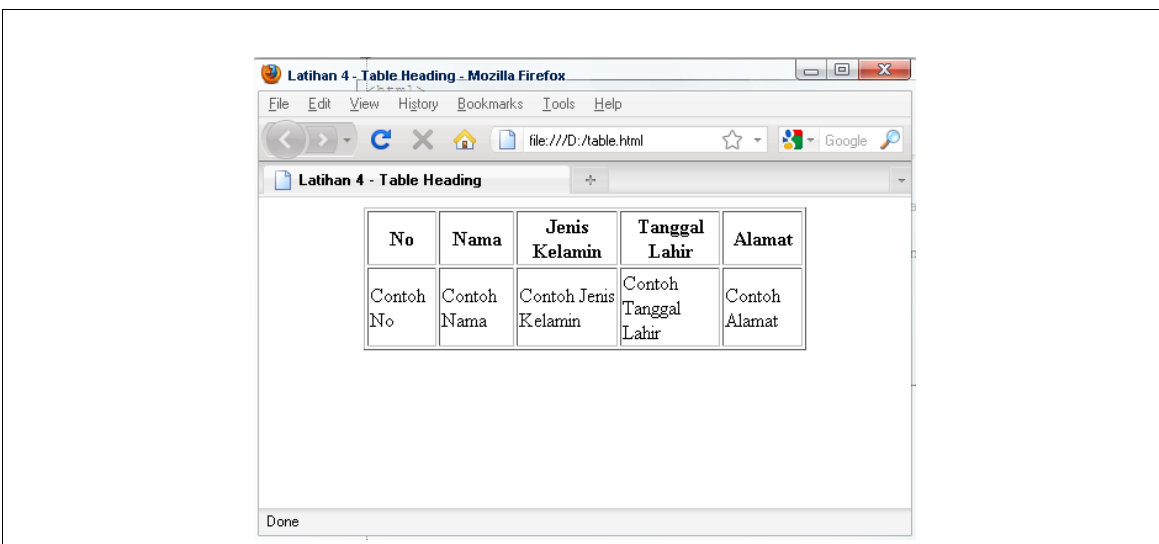 Latihan 4 - Table Heading - Mozilla Firefox
<html>
File Edit View History Bookmarks Tools Help
file:///D:/table.html Google
Latihan 4 - Table Heading
No Nama Jenis Kelamin Tanggal Lahir Alamat
Contoh No Contoh Nama Contoh Jenis Kelamin Contoh Tanggal Lahir Contoh Alamat
Done